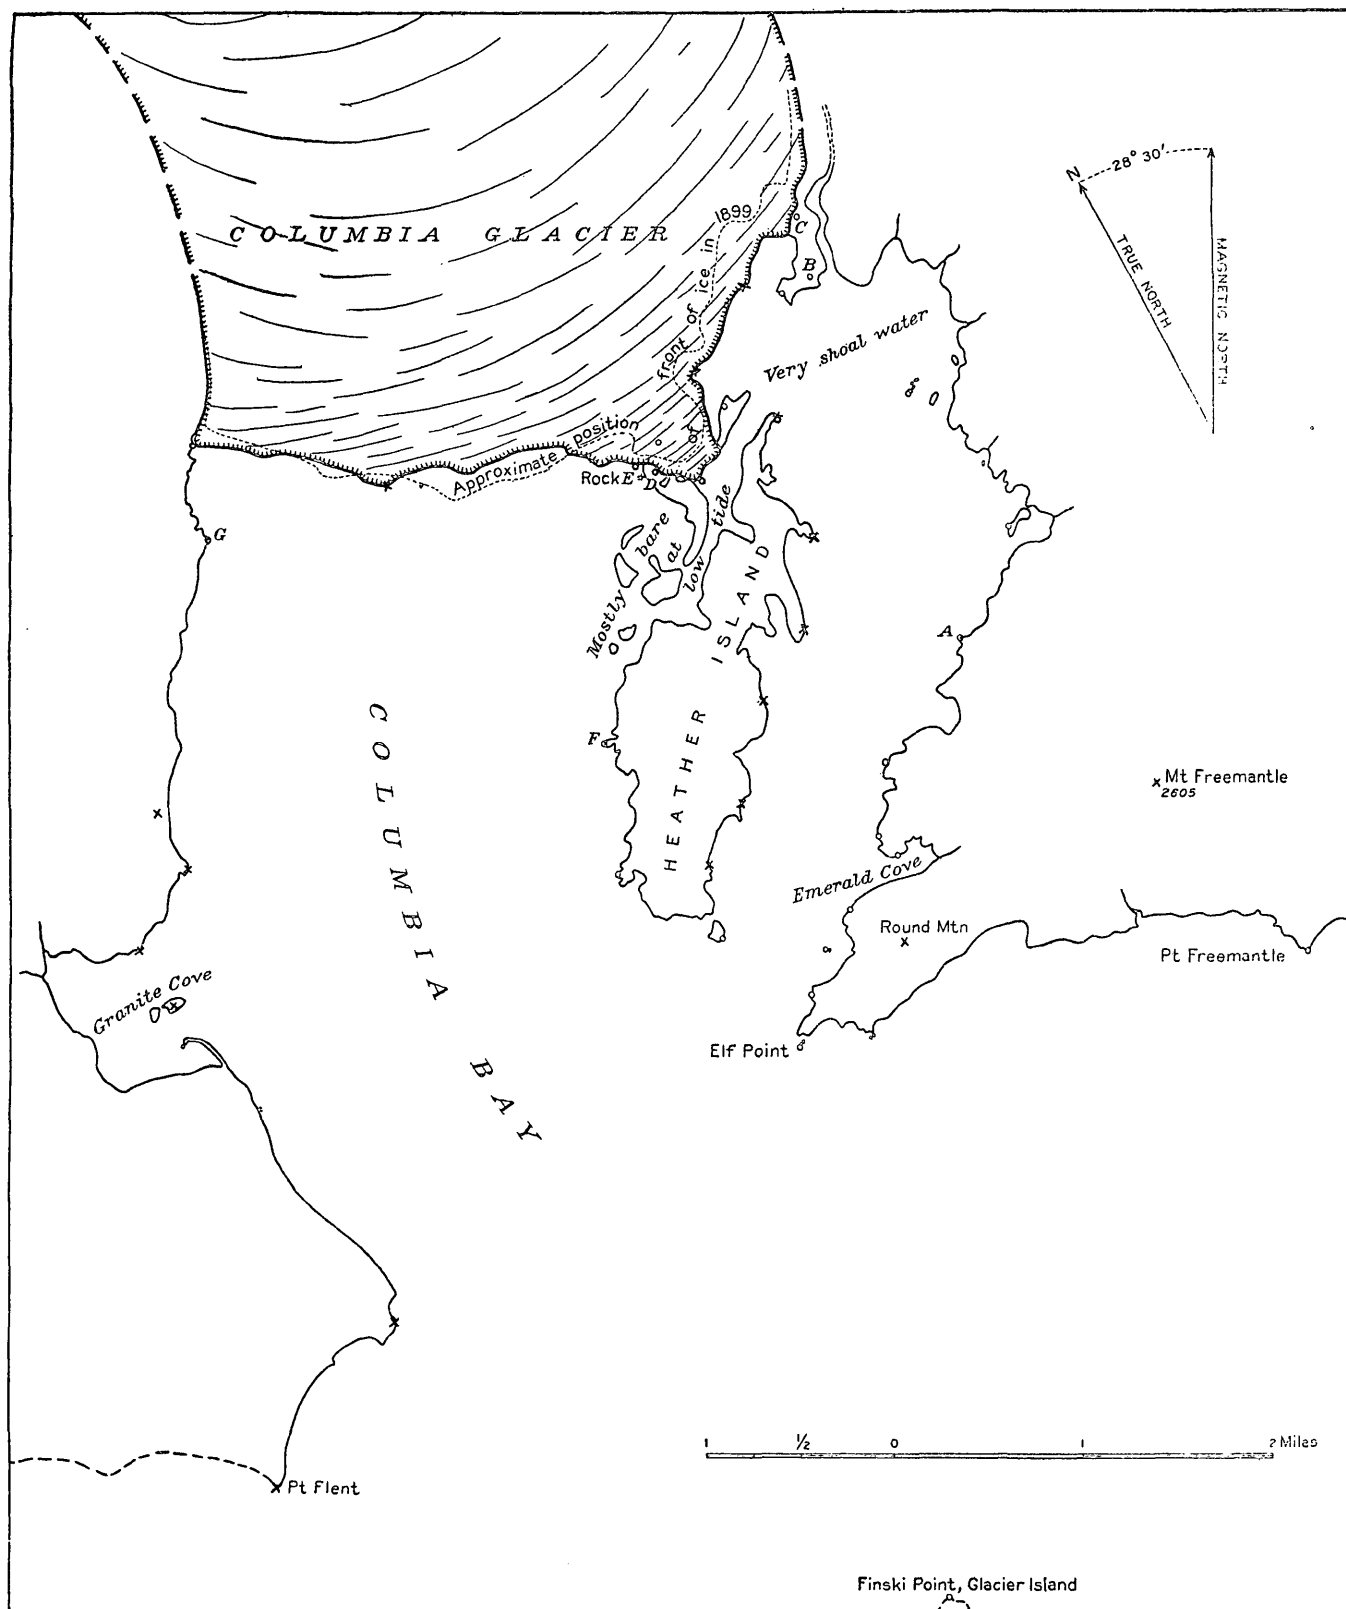 COLUMBIA GLACIER
Approximate position of front of ice in 1899
C
B
Very shoal water
N
28° 30'
TRUE NORTH
MAGNETIC NORTH
Rock E
D
Mostly bare at low tide
G
A
HEATHER ISLAND
F
COLUMBIA BAY
Mt Freemantle
2605
Emerald Cove
Round Mtn
Pt Freemantle
Granite Cove
Elf Point
1 ½ 0 1 2 Miles
Pt Flent
Finski Point, Glacier Island